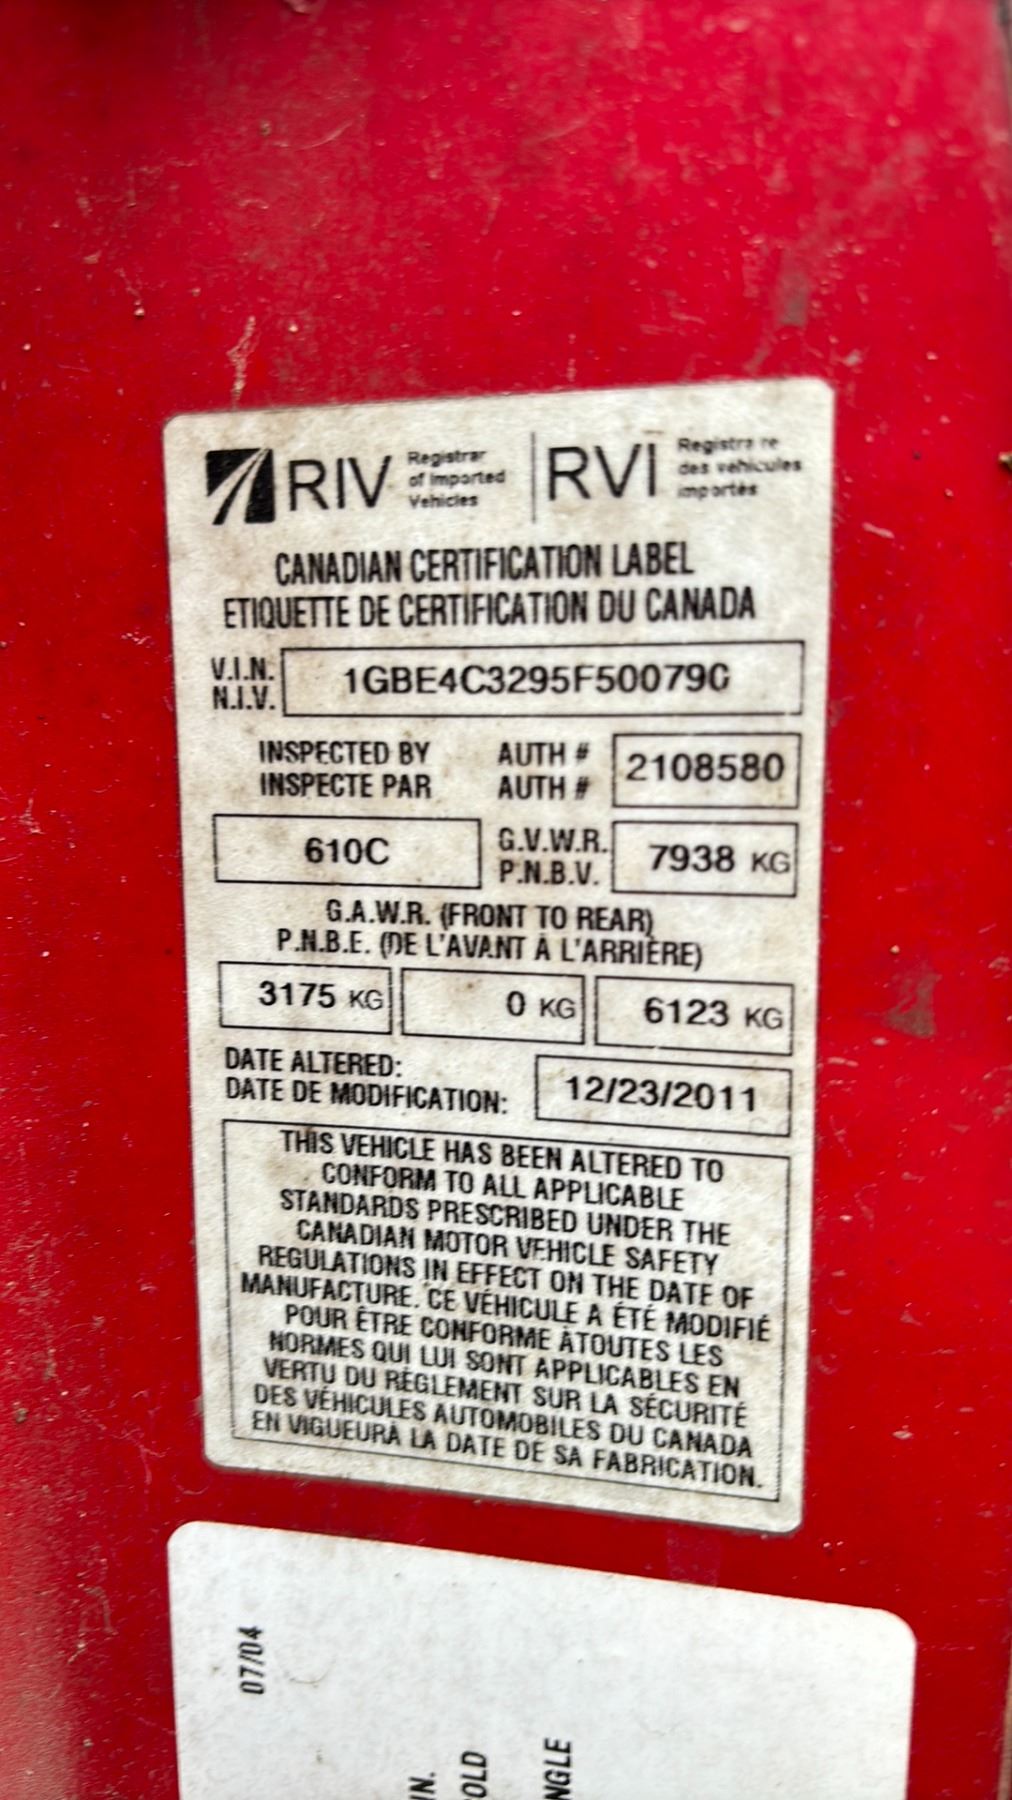 RIV Registrar of Imported Vehicles | RVI Registraire des véhicules importés
CANADIAN CERTIFICATION LABEL
ETIQUETTE DE CERTIFICATION DU CANADA
V.I.N.
N.I.V.
INSPECTED BY AUTH # 2108580
INSPECTE PAR AUTH #
610C
G.V.W.R.
P.N.B.V.
7938 KG
G.A.W.R. (FRONT TO REAR)
P.N.B.E. (DE L'AVANT À L'ARRIÈRE)
3175 KG 0 KG 6123 KG
DATE ALTERED:
DATE DE MODIFICATION:
12/23/2011
THIS VEHICLE HAS BEEN ALTERED TO
CONFORM TO ALL APPLICABLE
STANDARDS PRESCRIBED UNDER THE
CANADIAN MOTOR VEHICLE SAFETY
REGULATIONS IN EFFECT ON THE DATE OF
MANUFACTURE. CE VÉHICULE A ÉTÉ MODIFIÉ
POUR ÊTRE CONFORME ÀTOUTES LES
NORMES QUI LUI SONT APPLICABLES EN
VERTU DU RÈGLEMENT SUR LA SÉCURITÉ
DES VÉHICULES AUTOMOBILES DU CANADA
EN VIGUEURÀ LA DATE DE SA FABRICATION.
07/04